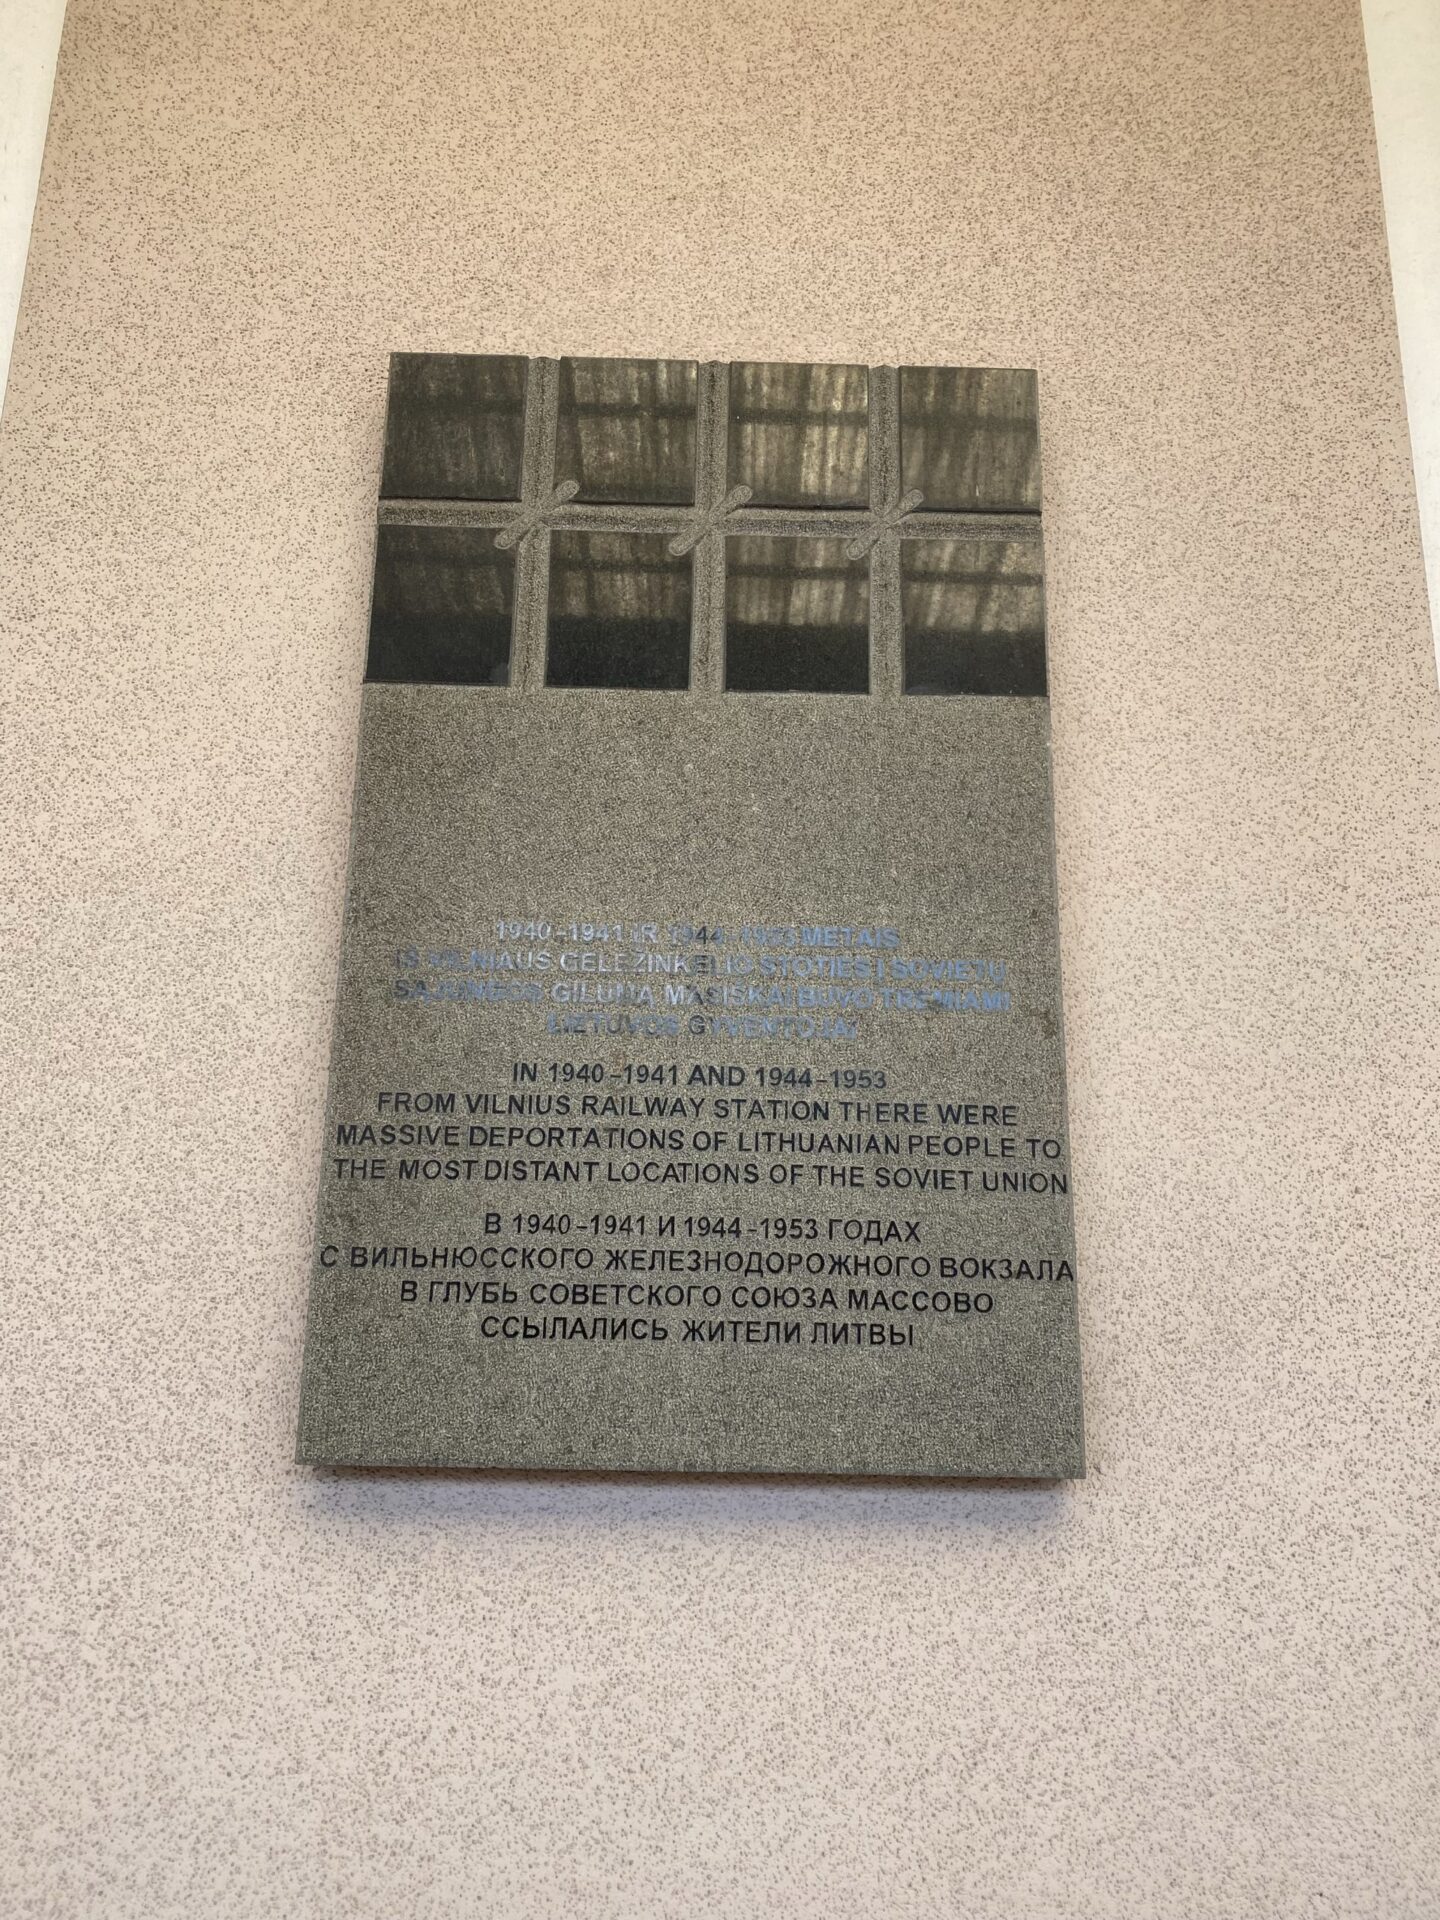 1940-1941 IR 1944-1953 METAIS
IŠ VILNIAUS GELEŽINKELIO STOTIES Į SOVIETŲ
SĄJUNGOS GILUMĄ MASIŠKAI BUVO TREMIAMI
LIETUVOS GYVENTOJAI
IN 1940-1941 AND 1944-1953
FROM VILNIUS RAILWAY STATION THERE WERE
MASSIVE DEPORTATIONS OF LITHUANIAN PEOPLE TO
THE MOST DISTANT LOCATIONS OF THE SOVIET UNION
В 1940-1941 И 1944-1953 ГОДАХ
С ВИЛЬНЮССКОГО ЖЕЛЕЗНОДОРОЖНОГО ВОКЗАЛА
В ГЛУБЬ СОВЕТСКОГО СОЮЗА МАССОВО
ССЫЛАЛИСЬ ЖИТЕЛИ ЛИТВЫ